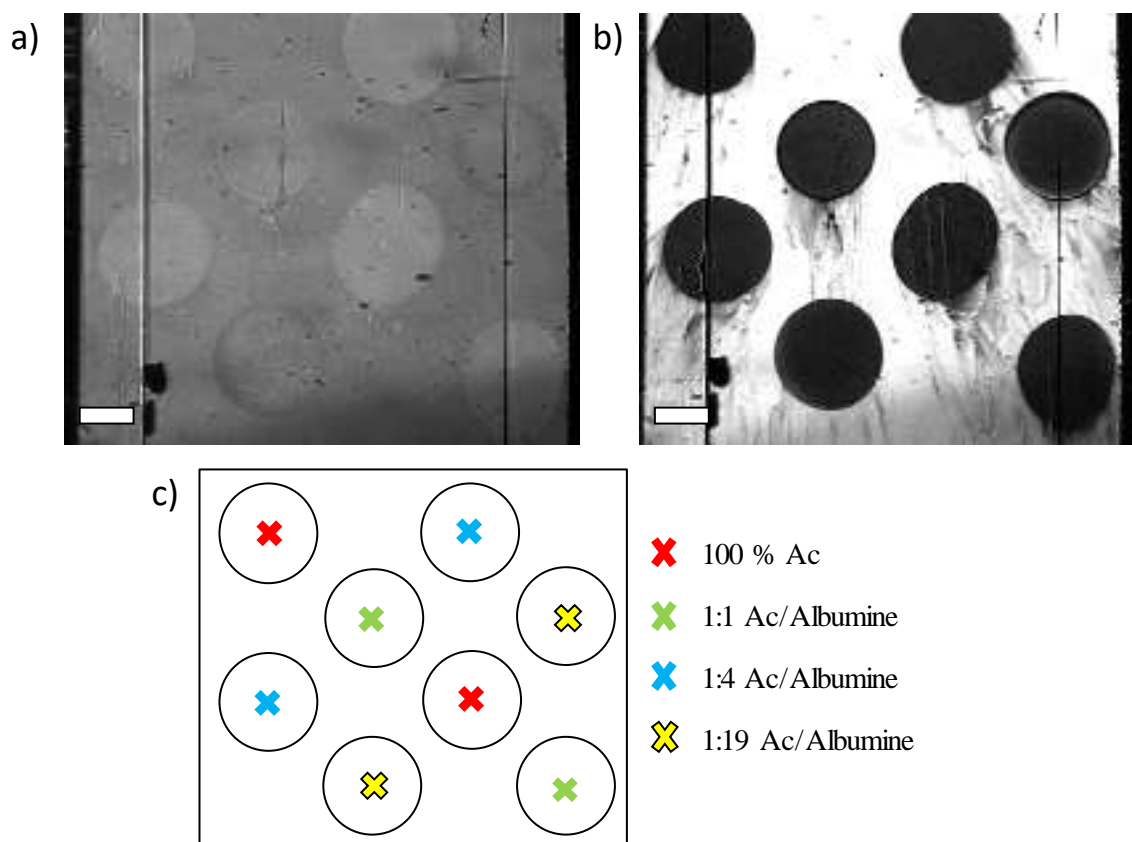 a)
b)
c)
100 % Ac
1:1 Ac/Albumine
1:4 Ac/Albumine
1:19 Ac/Albumine